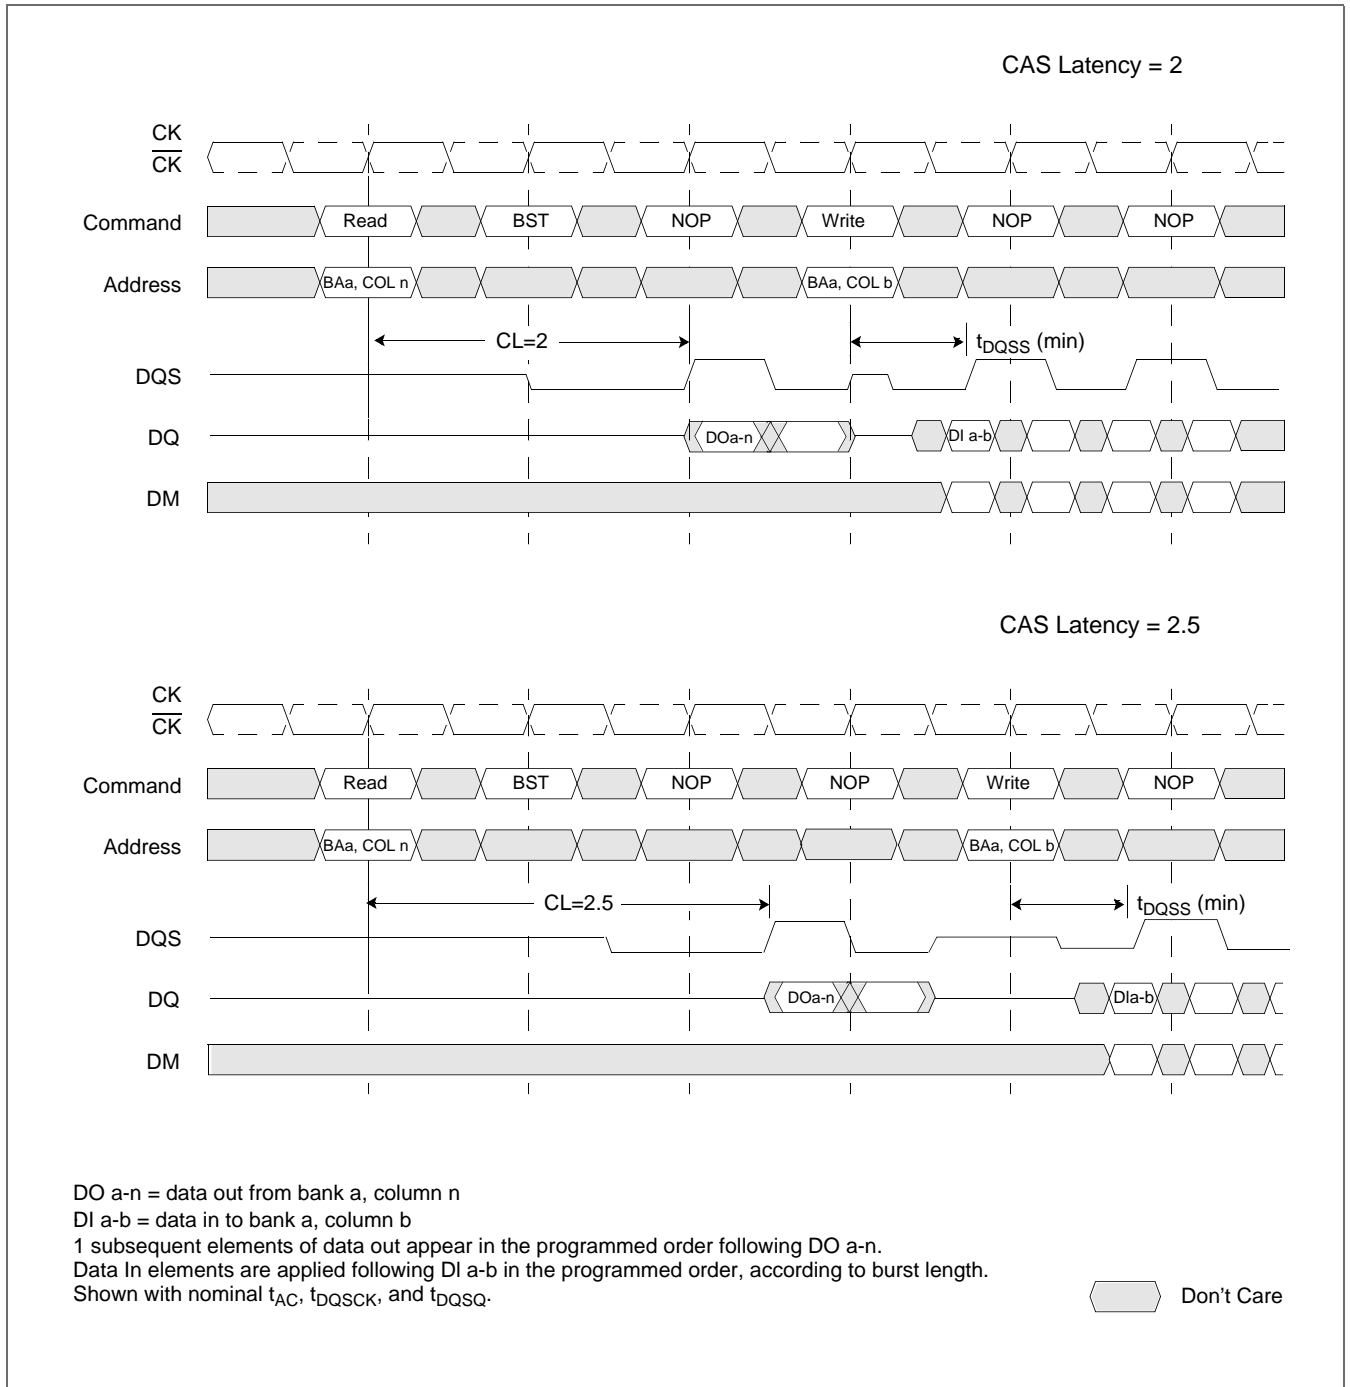 CAS Latency = 2
CK
CK
Command Read BST NOP Write NOP NOP
Address BAa, COL n BAa, COL b
CL=2 tDQSS (min)
DQS
DQ DOa-n DI a-b
DM
CAS Latency = 2.5
CK
CK
Command Read BST NOP NOP Write NOP
Address BAa, COL n BAa, COL b
CL=2.5 tDQSS (min)
DQS
DQ DOa-n DIa-b
DM
DO a-n = data out from bank a, column n
DI a-b = data in to bank a, column b
1 subsequent elements of data out appear in the programmed order following DO a-n.
Data In elements are applied following DI a-b in the programmed order, according to burst length.
Shown with nominal tAC, tDQSCK, and tDQSQ.
Don't Care